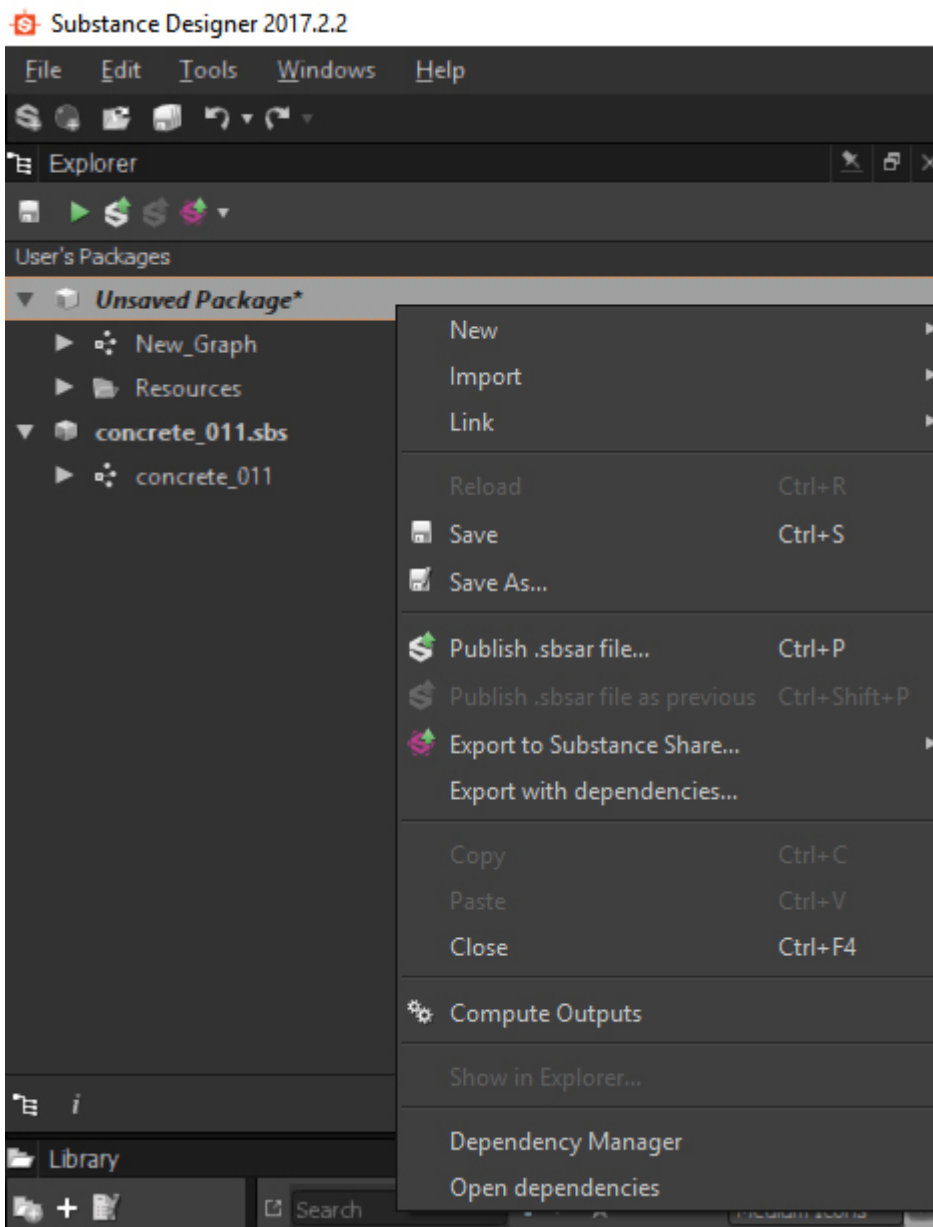 Substance Designer 2017.2.2
File Edit Tools Windows Help
Explorer
User's Packages
Unsaved Package*
New_Graph
Resources
concrete_011.sbs
concrete_011
New
Import
Link
Reload Ctrl+R
Save Ctrl+S
Save As...
Publish .sbsar file... Ctrl+P
Publish .sbsar file as previous Ctrl+Shift+P
Export to Substance Share...
Export with dependencies...
Copy Ctrl+C
Paste Ctrl+V
Close Ctrl+F4
Compute Outputs
Show in Explorer...
Dependency Manager
Open dependencies
Library
Search Medium Icons